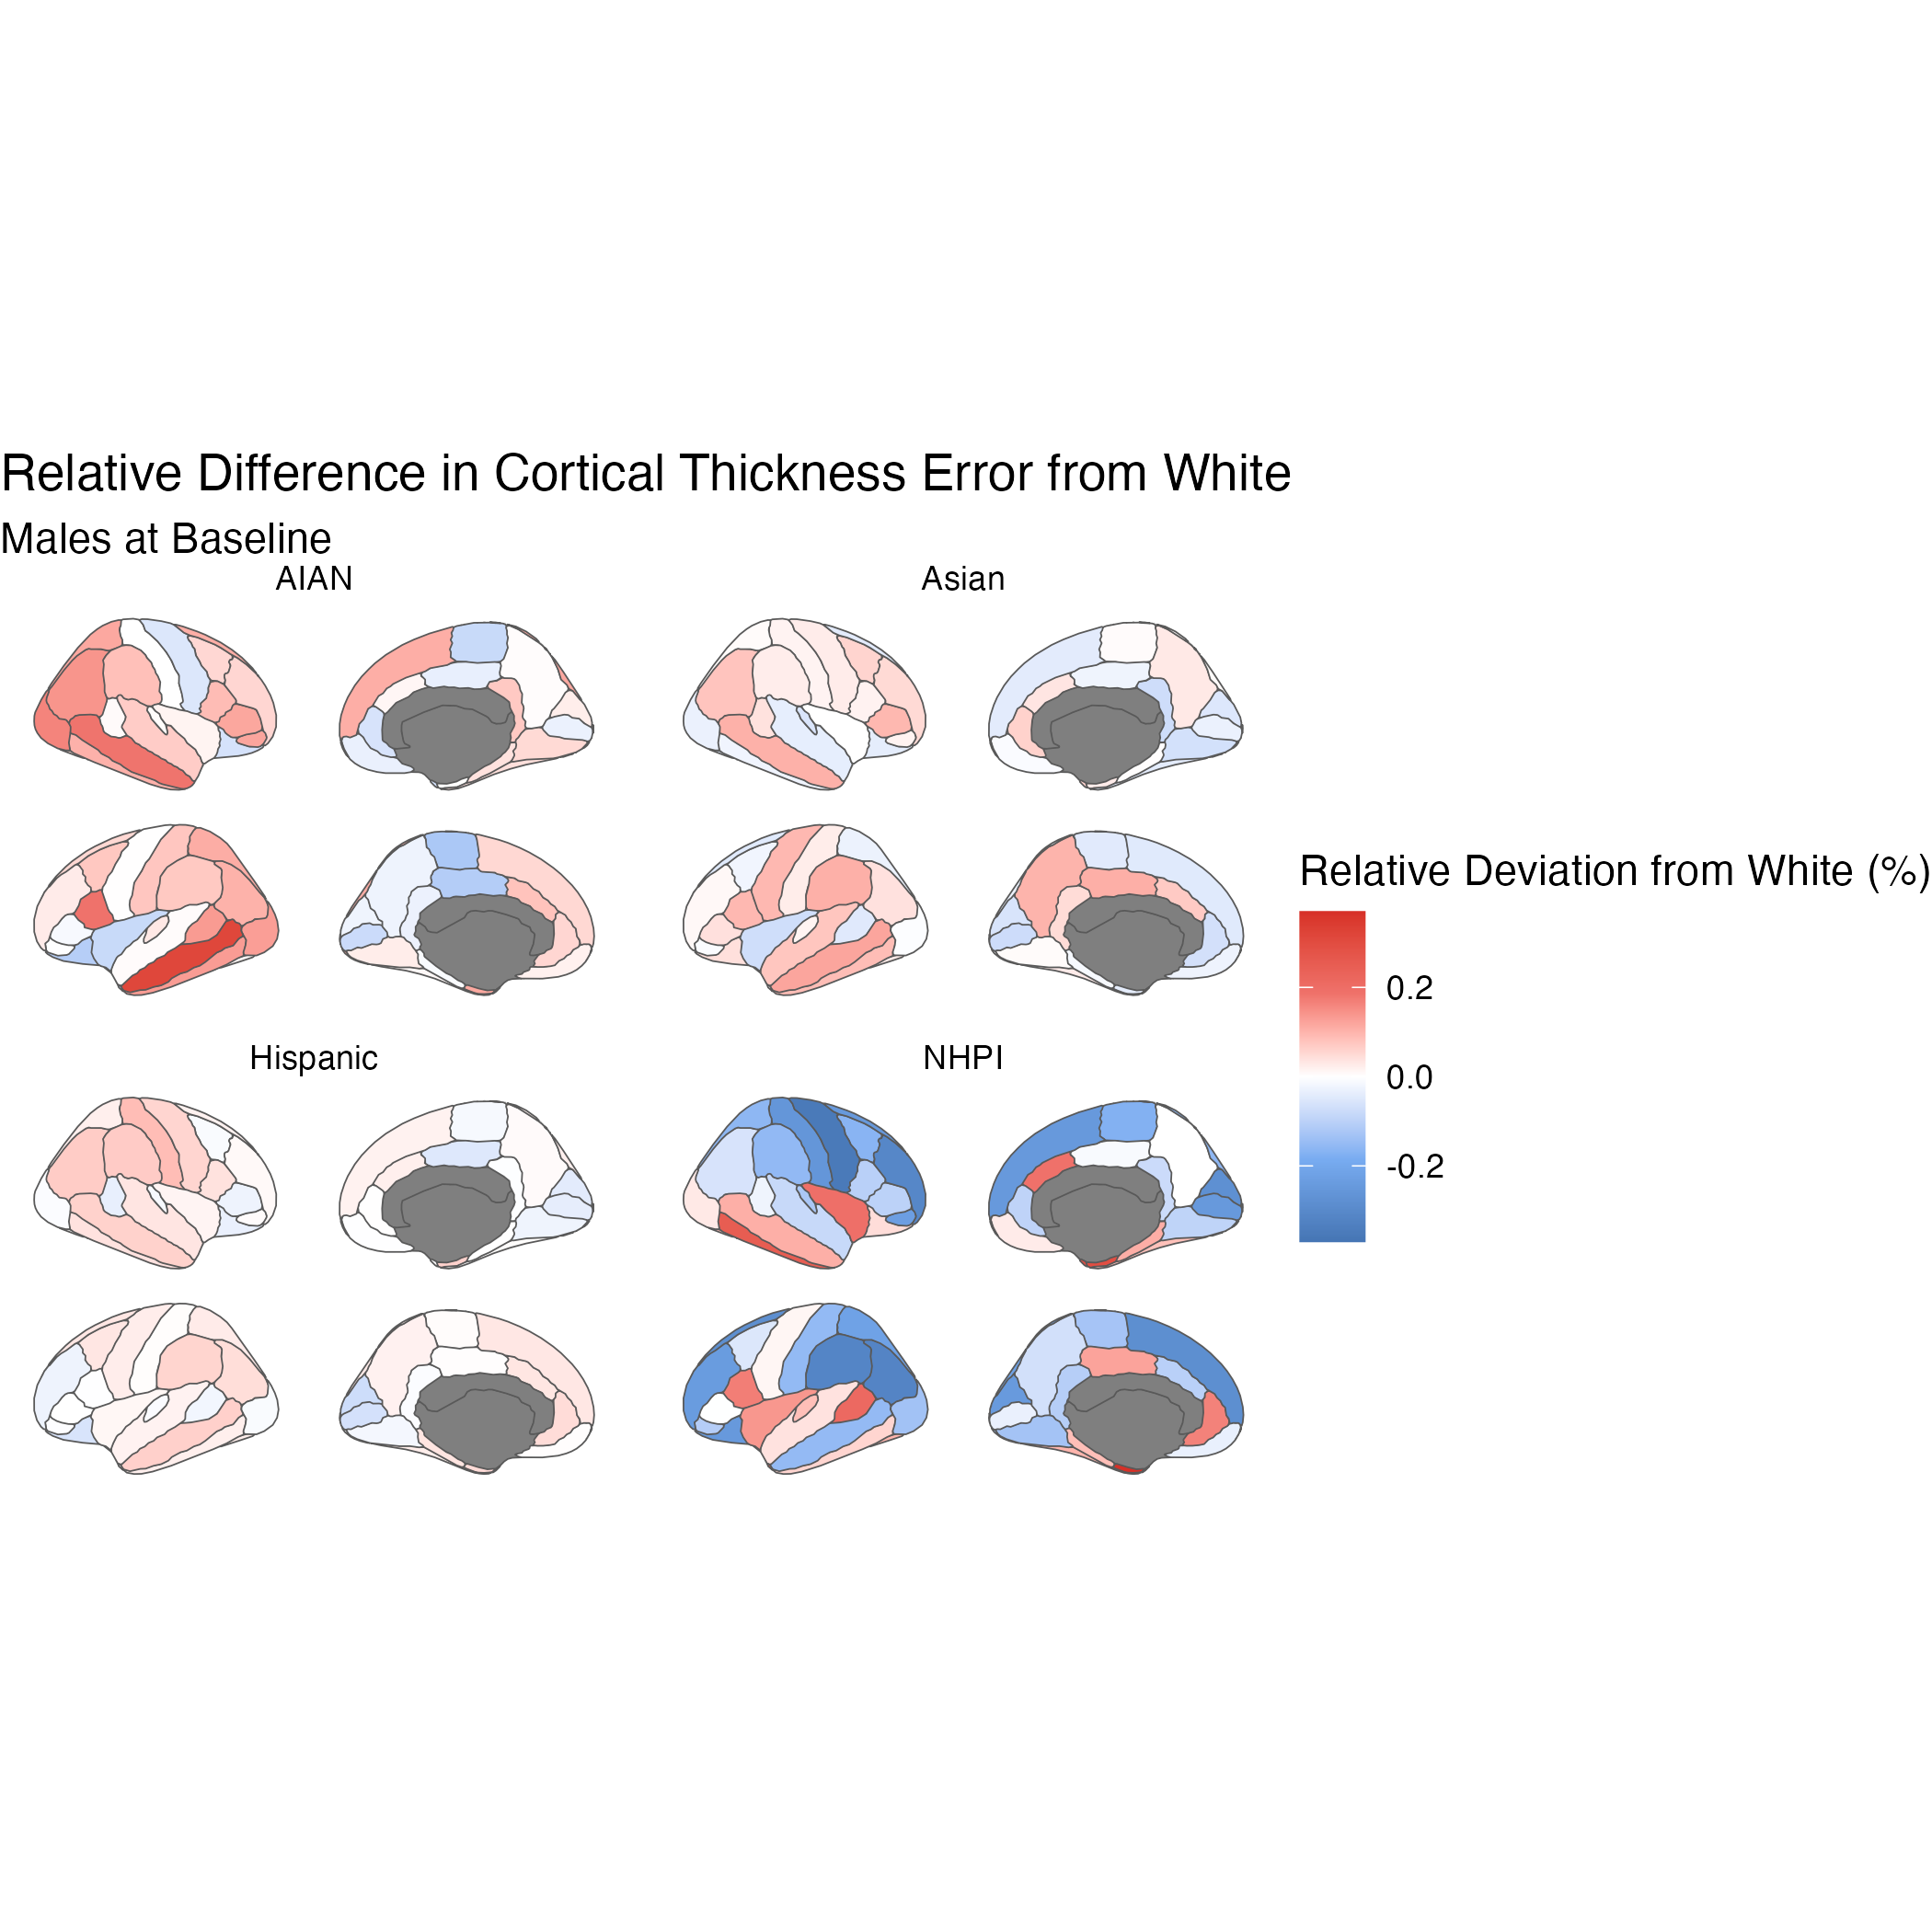 Relative Difference in Cortical Thickness Error from White
Males at Baseline
AIAN
Asian
Hispanic
NHPI
Relative Deviation from White (%)
0.2
0.0
-0.2